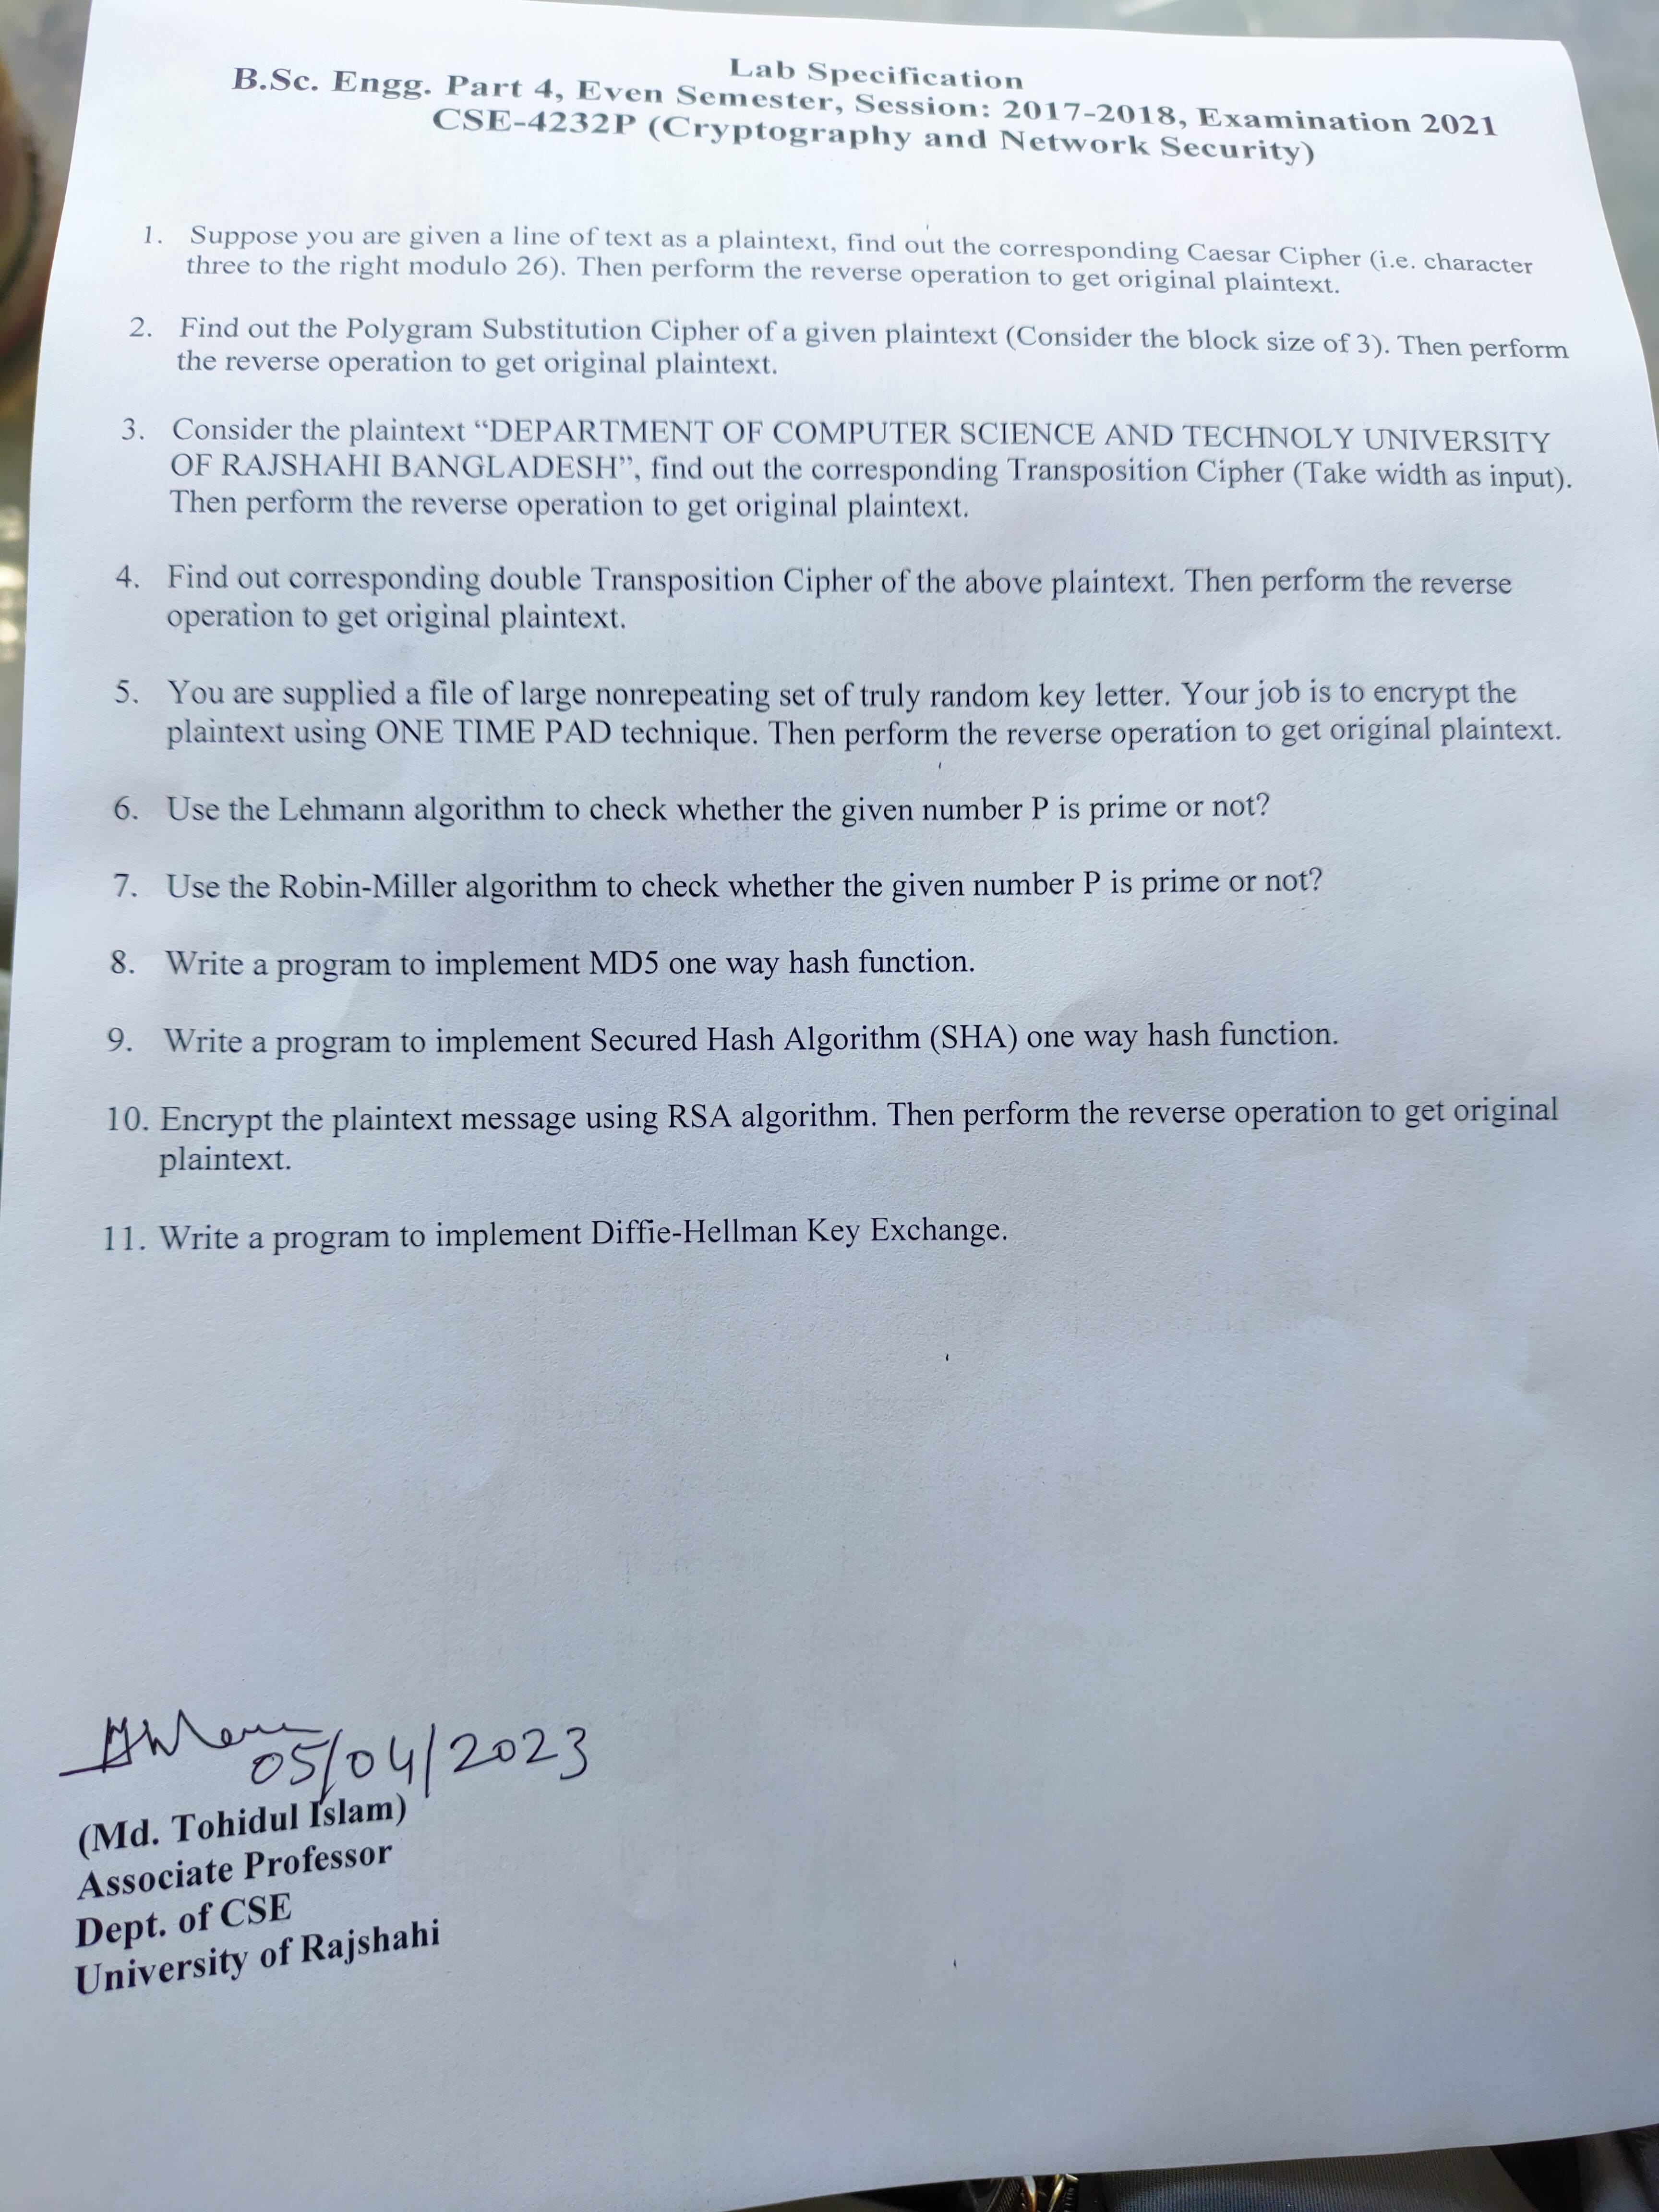 Lab Specification
B.Sc. Engg. Part 4, Even Semester, Session: 2017-2018, Examination 2021
CSE-4232P (Cryptography and Network Security)
1. Suppose you are given a line of text as a plaintext, find out the corresponding Caesar Cipher (i.e. character
three to the right modulo 26). Then perform the reverse operation to get original plaintext.
2. Find out the Polygram Substitution Cipher of a given plaintext (Consider the block size of 3). Then perform
the reverse operation to get original plaintext.
3. Consider the plaintext “DEPARTMENT OF COMPUTER SCIENCE AND TECHNOLY UNIVERSITY
OF RAJSHAHI BANGLADESH”, find out the corresponding Transposition Cipher (Take width as input).
Then perform the reverse operation to get original plaintext.
4. Find out corresponding double Transposition Cipher of the above plaintext. Then perform the reverse
operation to get original plaintext.
5. You are supplied a file of large nonrepeating set of truly random key letter. Your job is to encrypt the
plaintext using ONE TIME PAD technique. Then perform the reverse operation to get original plaintext.
6. Use the Lehmann algorithm to check whether the given number P is prime or not?
7. Use the Robin-Miller algorithm to check whether the given number P is prime or not?
8. Write a program to implement MD5 one way hash function.
9. Write a program to implement Secured Hash Algorithm (SHA) one way hash function.
10. Encrypt the plaintext message using RSA algorithm. Then perform the reverse operation to get original
plaintext.
11. Write a program to implement Diffie-Hellman Key Exchange.
05/04/2023
(Md. Tohidul Islam)
Associate Professor
Dept. of CSE
University of Rajshahi